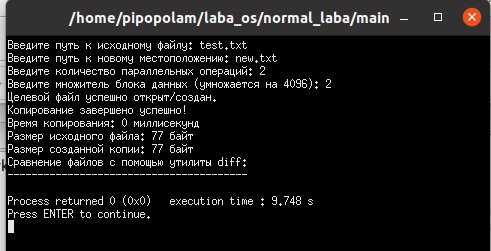 /home/pipopolam/laba_os/normal_laba/main
Введите путь к исходному файлу: test.txt
Введите путь к новому местоположению: new.txt
Введите количество параллельных операций: 2
Введите множитель блока данных (умножается на 4096): 2
Целевой файл успешно открыт/создан.
Копирование завершено успешно!
Время копирования: 0 миллисекунд
Размер исходного файла: 77 байт
Размер созданной копии: 77 байт
Сравнение файлов с помощью утилиты diff:
----------------------------------------
Process returned 0 (0x0)   execution time : 9.748 s
Press ENTER to continue.